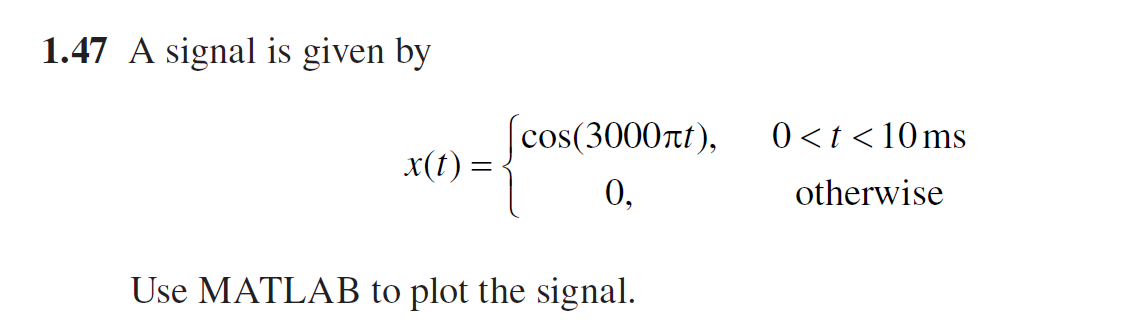 1.47 A signal is given by
x(t) = { cos(3000πt), 0 < t < 10 ms
0, otherwise
Use MATLAB to plot the signal.